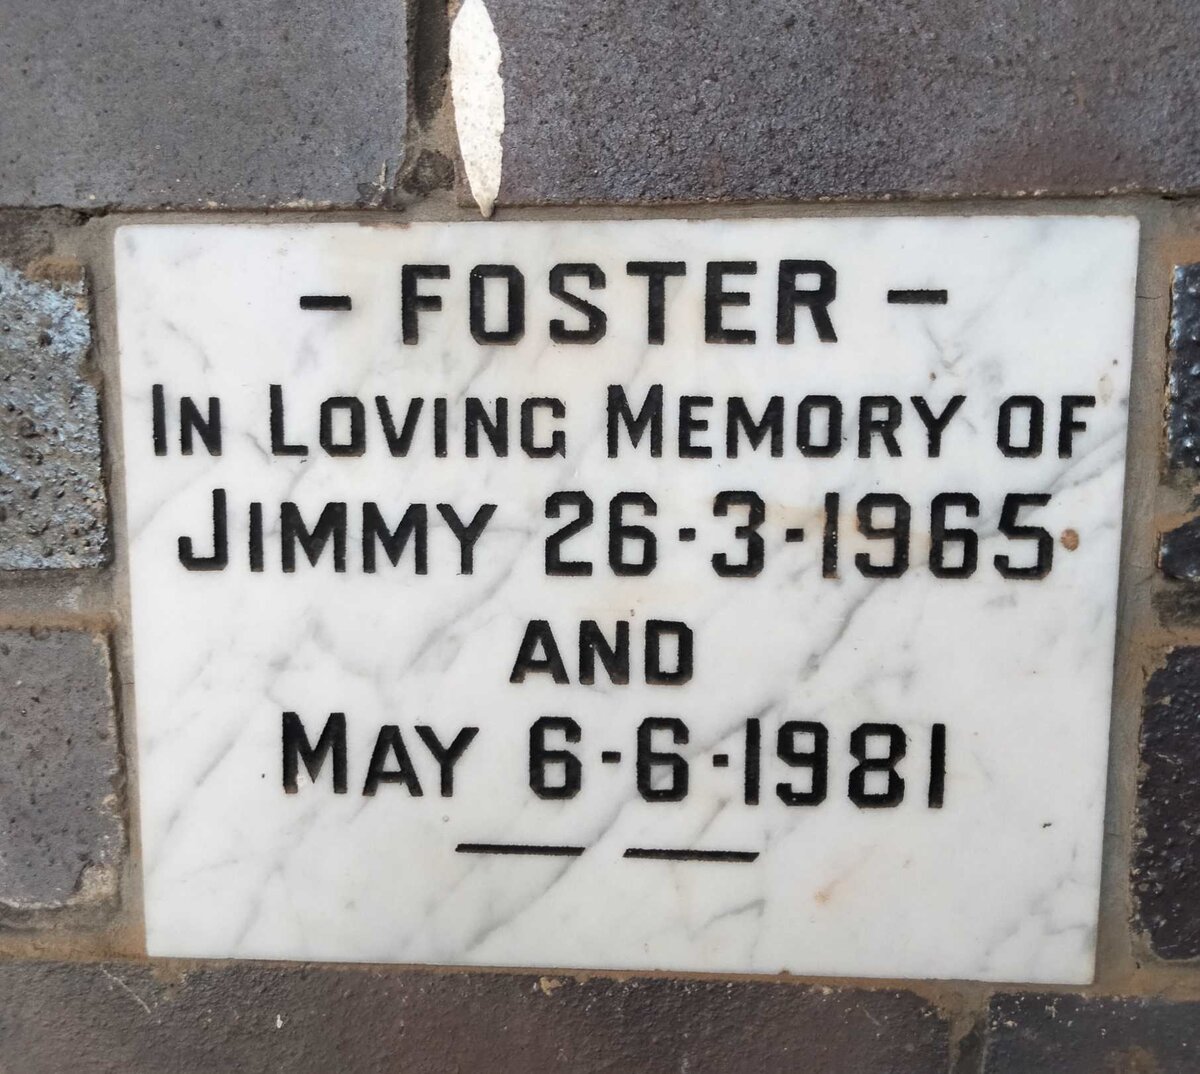 - FOSTER -
IN LOVING MEMORY OF
JIMMY 26·3·1965
AND
MAY 6·6·1981